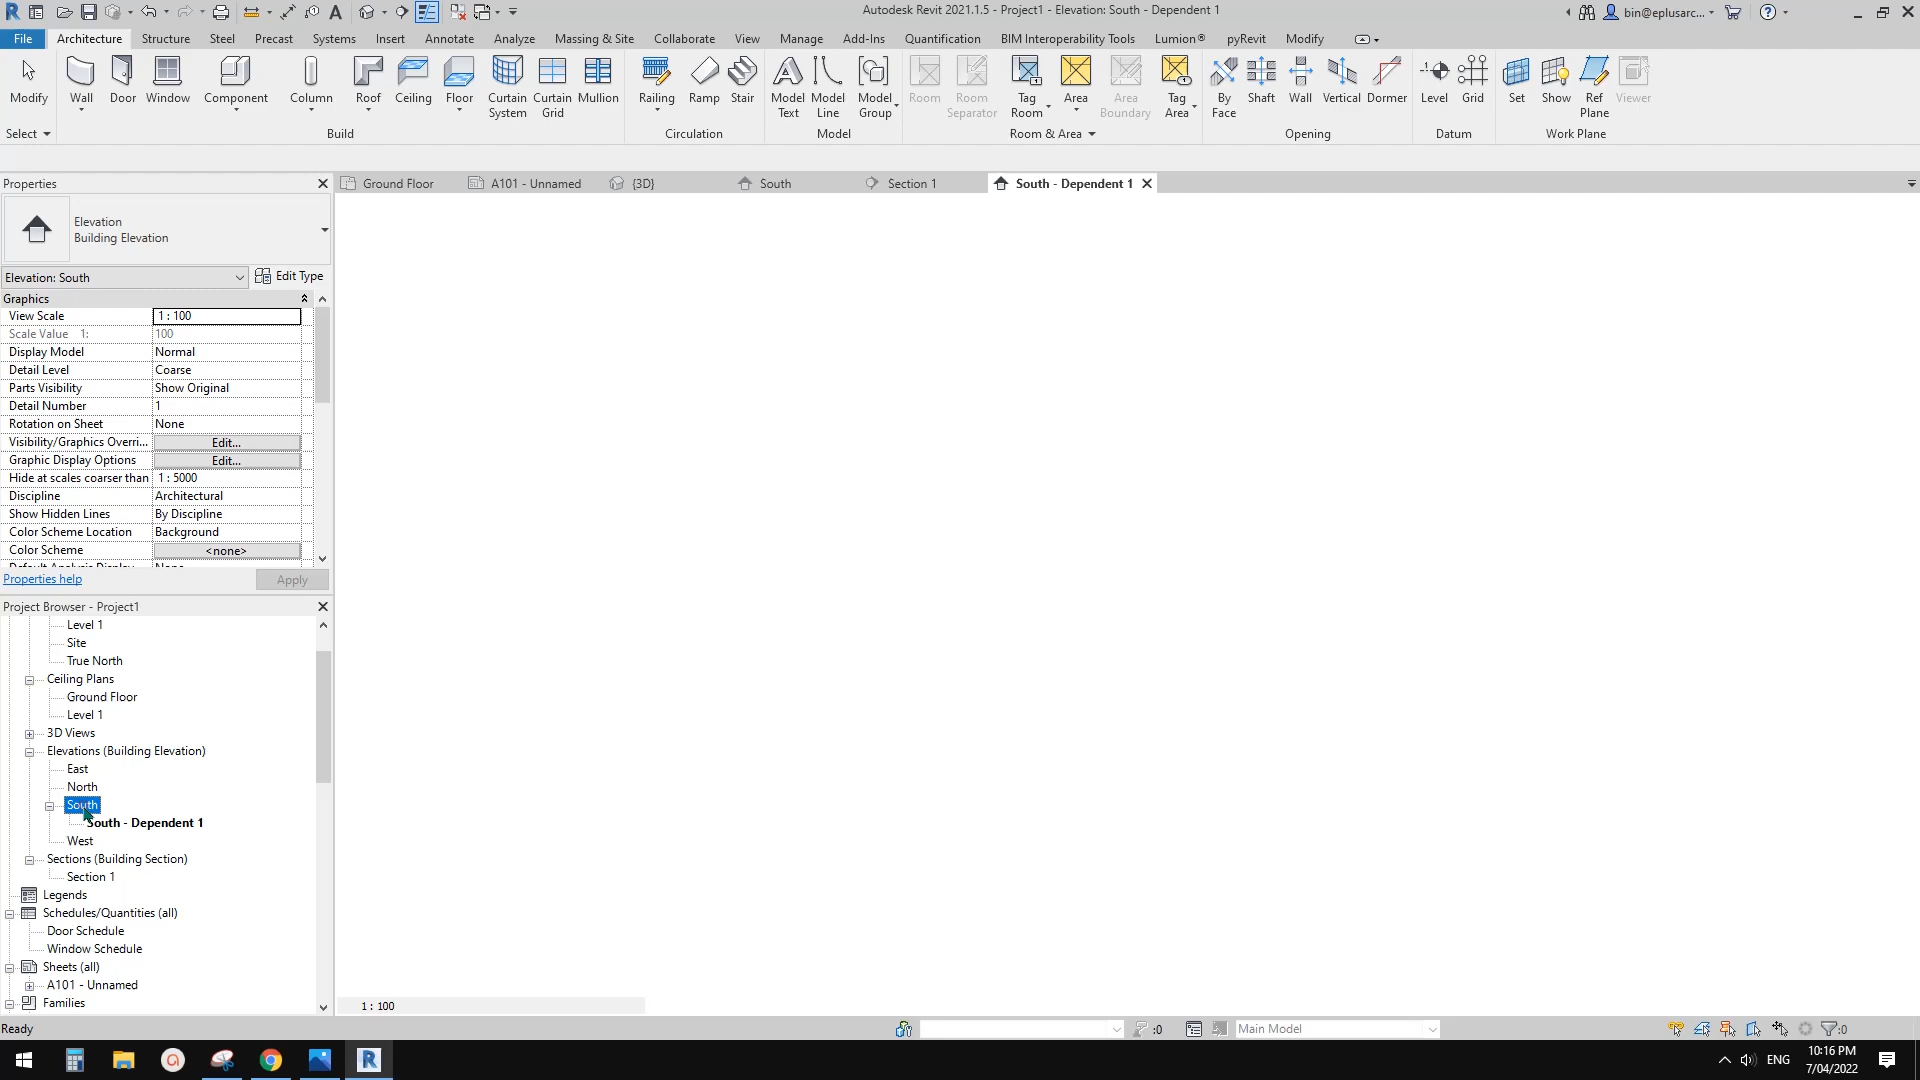 Autodesk Revit 2021.1.5 - Project1 - Elevation: South - Dependent 1
bin@eplusarc...
File Architecture Structure Steel Precast Systems Insert Annotate Analyze Massing & Site Collaborate View Manage Add-Ins Quantification BIM Interoperability Tools Lumion® pyRevit Modify
Modify Wall Door Window Component Column Roof Ceiling Floor Curtain System Curtain Grid Mullion Railing Ramp Stair Model Text Model Line Model Group Room Room Separator Tag Room Area Area Boundary Tag Area By Face Shaft Wall Vertical Dormer Level Grid Set Show Ref Plane Viewer
Select Build Circulation Model Room & Area Opening Datum Work Plane
Properties
Ground Floor A101 - Unnamed {3D} South Section 1 South - Dependent 1
Elevation
Building Elevation
Elevation: South Edit Type
Graphics
View Scale 1 : 100
Scale Value 1: 100
Display Model Normal
Detail Level Coarse
Parts Visibility Show Original
Detail Number 1
Rotation on Sheet None
Visibility/Graphics Overri... Edit...
Graphic Display Options Edit...
Hide at scales coarser than 1 : 5000
Discipline Architectural
Show Hidden Lines By Discipline
Color Scheme Location Background
Color Scheme <none>
Properties help Apply
Project Browser - Project1
Level 1
Site
True North
Ceiling Plans
Ground Floor
Level 1
3D Views
Elevations (Building Elevation)
East
North
South
South - Dependent 1
West
Sections (Building Section)
Section 1
Legends
Schedules/Quantities (all)
Door Schedule
Window Schedule
Sheets (all)
A101 - Unnamed
Families
1 : 100
Ready :0 Main Model :0
ENG
10:16 PM
7/04/2022